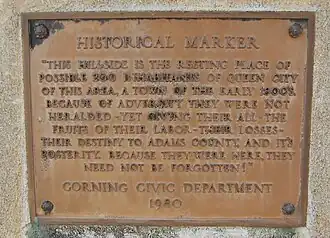 HISTORICAL MARKER
"THIS HILLSIDE IS THE RESTING PLACE OF
POSSIBLY 200 INHABITANTS OF QUEEN CITY
OF THIS AREA, A TOWN OF THE EARLY 1800'S.
BECAUSE OF ADVERSITY THEY WERE NOT
HERALDED - YET GIVING THEIR ALL - THE
FRUITS OF THEIR LABOR - THEIR LOSSES -
THEIR DESTINY TO ADAMS COUNTY AND ITS
POSTERITY. BECAUSE THEY WERE HERE, THEY
NEED NOT BE FORGOTTEN!"
CORNING CIVIC DEPARTMENT
1980